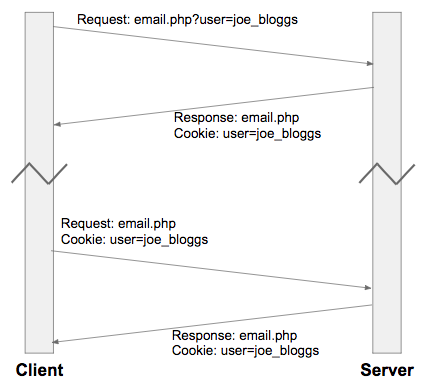 Request: email.php?user=joe_bloggs
Response: email.php
Cookie: user=joe_bloggs
Request: email.php
Cookie: user=joe_bloggs
Response: email.php
Cookie: user=joe_bloggs
Client
Server